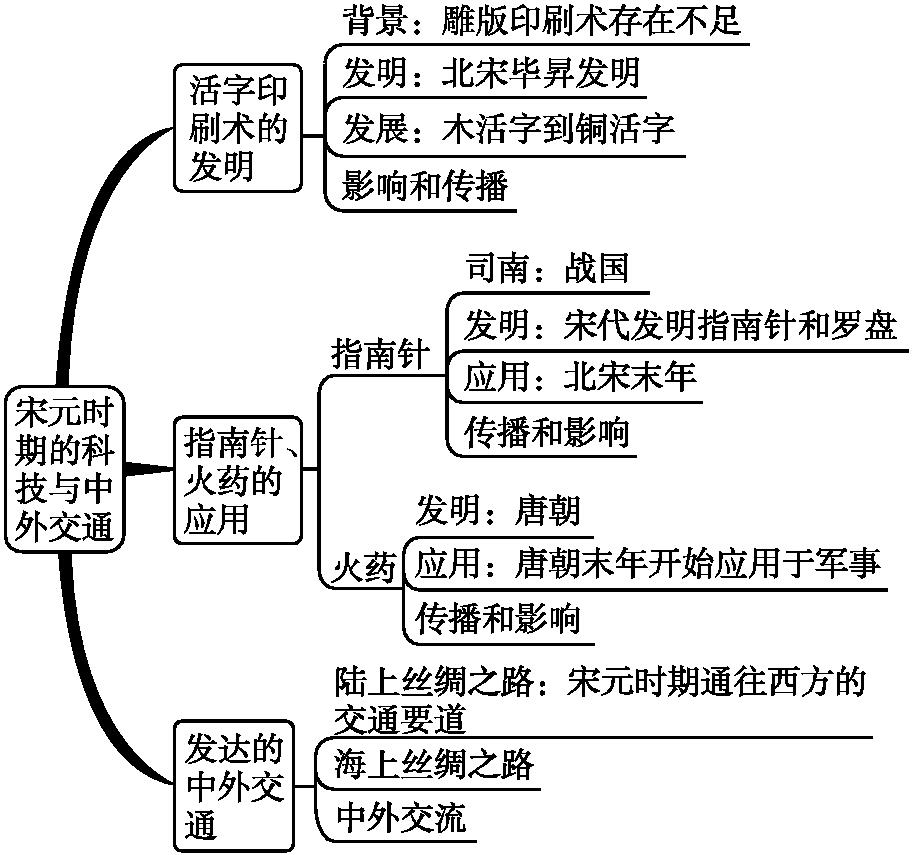 宋元时
期的科
技与中
外交通
活字印
刷术的
发明
背景：雕版印刷术存在不足
发明：北宋毕昇发明
发展：木活字到铜活字
影响和传播
指南针、
火药的
应用
指南针
司南：战国
发明：宋代发明指南针和罗盘
应用：北宋末年
传播和影响
火药
发明：唐朝
应用：唐朝末年开始应用于军事
传播和影响
发达的
中外交
通
陆上丝绸之路：宋元时期通往西方的
交通要道
海上丝绸之路
中外交流